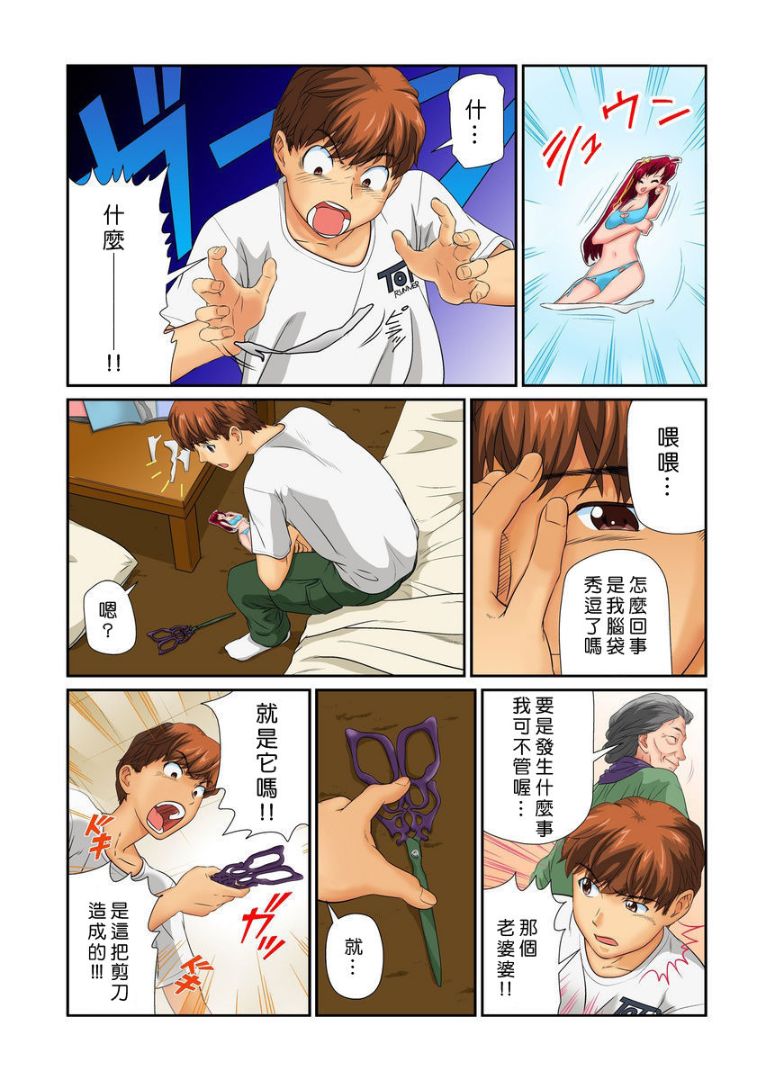 シュウン
什…
ズーン
什麼──!!
TOT
RUNNER
喂喂…
怎麼回事
是我腦袋
秀逗了嗎
嗯？
要是發生什麼事
我可不管喔…
那個
老婆婆!!
就…
就是它嗎!!
ドキ
ガッ
ドキ
是這把剪刀
造成的!!!